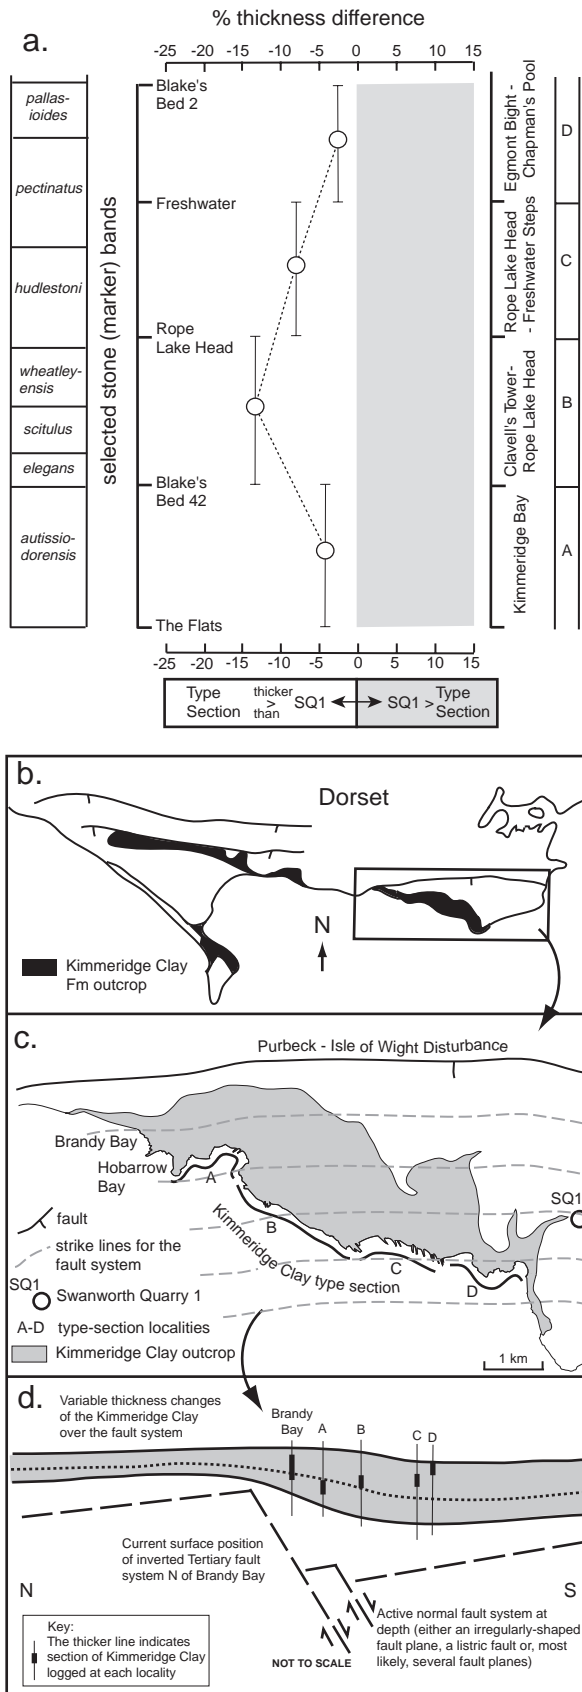 % thickness difference
a.
-25 -20 -15 -10 -5 0 5 10 15
pallas-
ioides
pectinatus
hudlestoni
wheatley-
ensis
scitulus
elegans
autissio-
dorensis
selected stone (marker) bands
Blake's
Bed 2
Freshwater
Rope
Lake Head
Blake's
Bed 42
The Flats
Egmont Bight -
Chapman's Pool
Rope Lake Head
- Freshwater Steps
Clavell's Tower-
Rope Lake Head
Kimmeridge Bay
D
C
B
A
-25 -20 -15 -10 -5 0 5 10 15
Type
Section
thicker
>
than
SQ1
SQ1 >
Type
Section
b.
Dorset
N
Kimmeridge Clay
Fm outcrop
c.
Purbeck - Isle of Wight Disturbance
Brandy Bay
Hobarrow
Bay
A
B
C
D
Kimmeridge Clay type section
SQ1
fault
strike lines for the
fault system
SQ1
Swanworth Quarry 1
A-D type-section localities
Kimmeridge Clay outcrop
1 km
d.
Variable thickness changes
of the Kimmeridge Clay
over the fault system
Brandy
Bay
A
B
C
D
Current surface position
of inverted Tertiary fault
system N of Brandy Bay
N
S
Key:
The thicker line indicates
section of Kimmeridge Clay
logged at each locality
NOT TO SCALE
Active normal fault system at
depth (either an irregularly-shaped
fault plane, a listric fault or, most
likely, several fault planes)